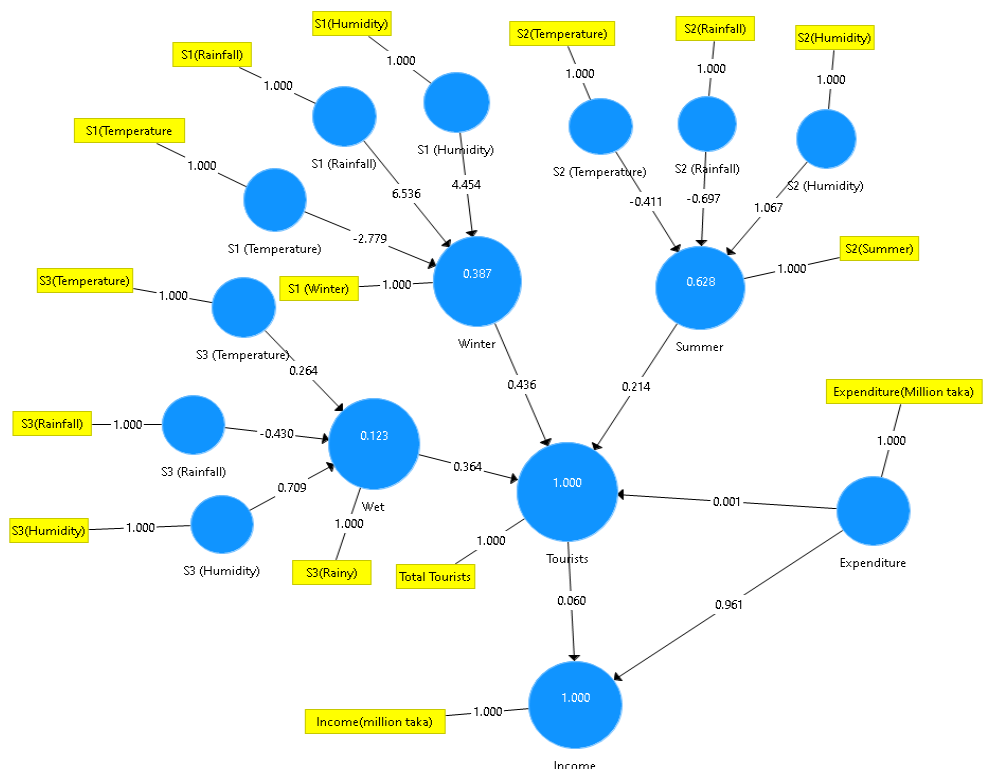 S1(Humidity)
S2(Rainfall)
S2(Temperature)
S2(Humidity)
S1(Rainfall)
1.000
1.000
1.000
1.000
1.000
S1(Temperature
S1 (Humidity)
S1 (Rainfall)
1.000
S2 (Temperature)
S2 (Rainfall)
S2 (Humidity)
4.454
6.536
-0.411
-0.697
1.067
-2.779
S1 (Temperature)
S2(Summer)
1.000
0.387
0.628
S3(Temperature)
1.000
S1 (Winter)
1.000
Winter
Summer
S3 (Temperature)
0.264
0.436
0.214
Expenditure(Million taka)
S3(Rainfall)
1.000
-0.430
0.123
1.000
S3 (Rainfall)
0.364
0.709
1.000
0.001
Wet
S3(Humidity)
1.000
1.000
1.000
Tourists
Expenditure
S3 (Humidity)
S3(Rainy)
Total Tourists
0.060
0.961
1.000
Income(million taka)
1.000
Income